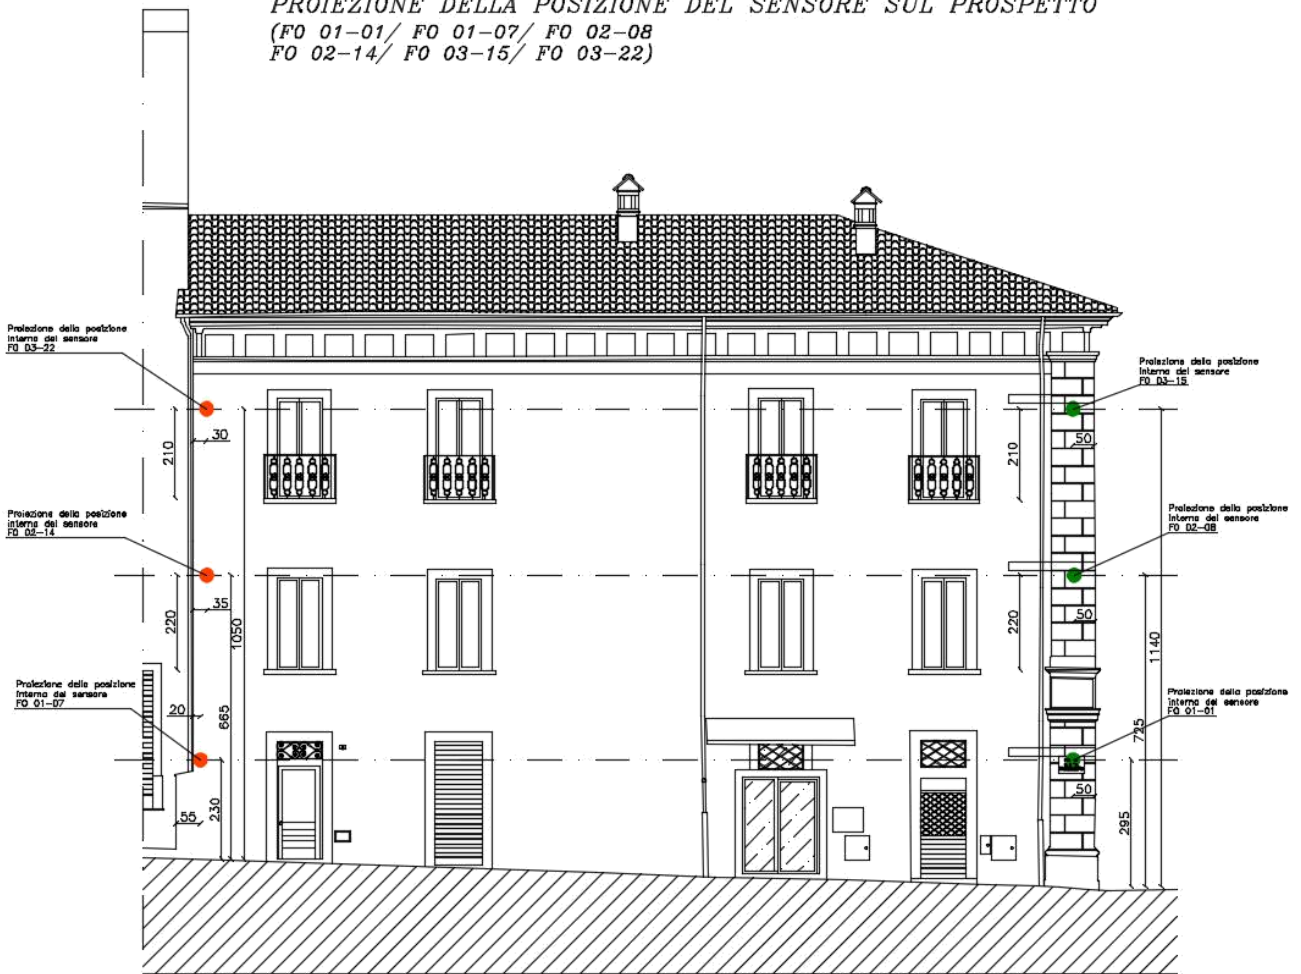 PROIEZIONE DELLA POSIZIONE DEL SENSORE SUL PROSPETTO
(FO 01-01/ FO 01-07/ FO 02-08
FO 02-14/ FO 03-15/ FO 03-22)
Proiezione della posizione
interna del sensore
FO 03-22
Proiezione della posizione
interna del sensore
FO 03-15
30
210
210
50
Proiezione della posizione
interna del sensore
FO 02-14
Proiezione della posizione
interna del sensore
FO 02-08
35
220
1050
220
50
1140
Proiezione della posizione
interna del sensore
FO 01-07
Proiezione della posizione
interna del sensore
FO 01-01
20
665
725
55
230
50
295